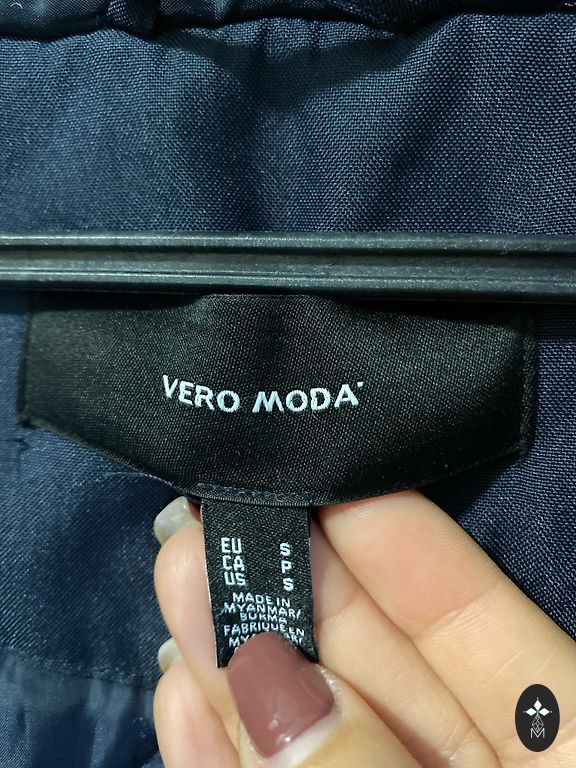 VERO MODA
EU S
CA P
US S
MADE IN
MYANMAR/
BURMA
FABRIQUE EN